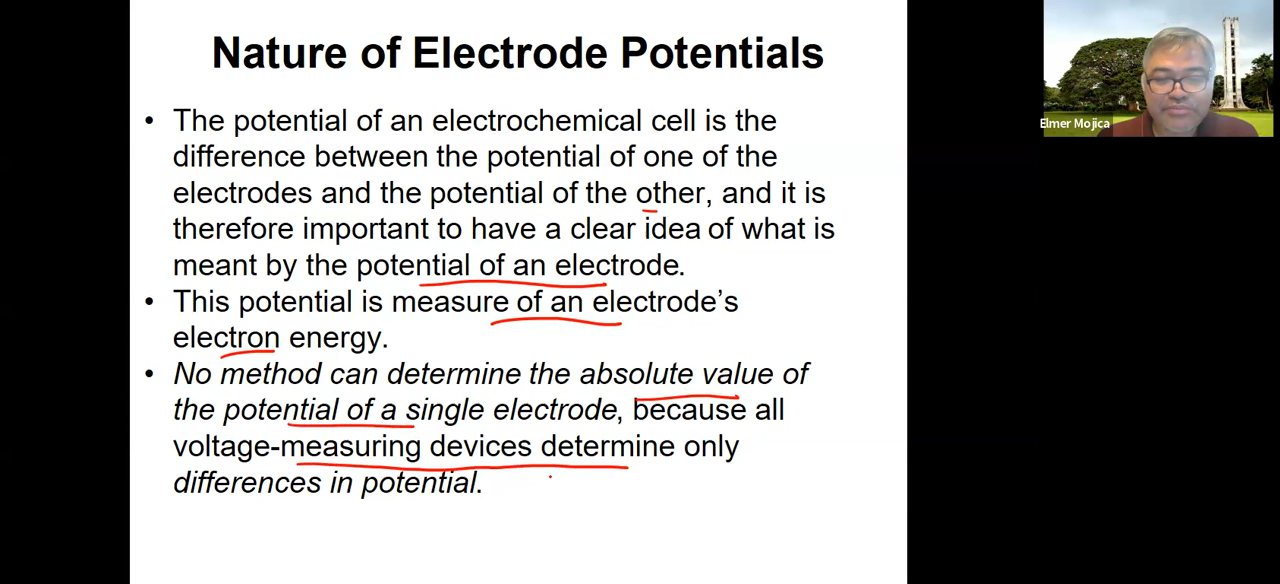 Nature of Electrode Potentials
• The potential of an electrochemical cell is the
difference between the potential of one of the
electrodes and the potential of the other, and it is
therefore important to have a clear idea of what is
meant by the potential of an electrode.
• This potential is measure of an electrode’s
electron energy.
• No method can determine the absolute value of
the potential of a single electrode, because all
voltage-measuring devices determine only
differences in potential.
Elmer Mojica